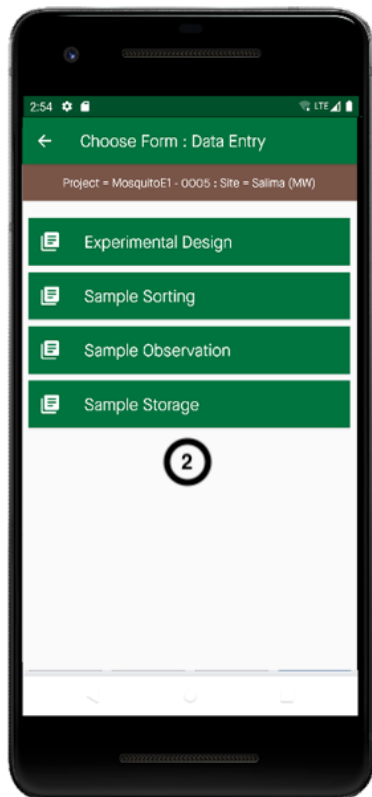 2:54 LTE
Choose Form : Data Entry
Project = MosquitoE1 - 0005 : Site = Salima (MW)
Experimental Design
Sample Sorting
Sample Observation
Sample Storage
2